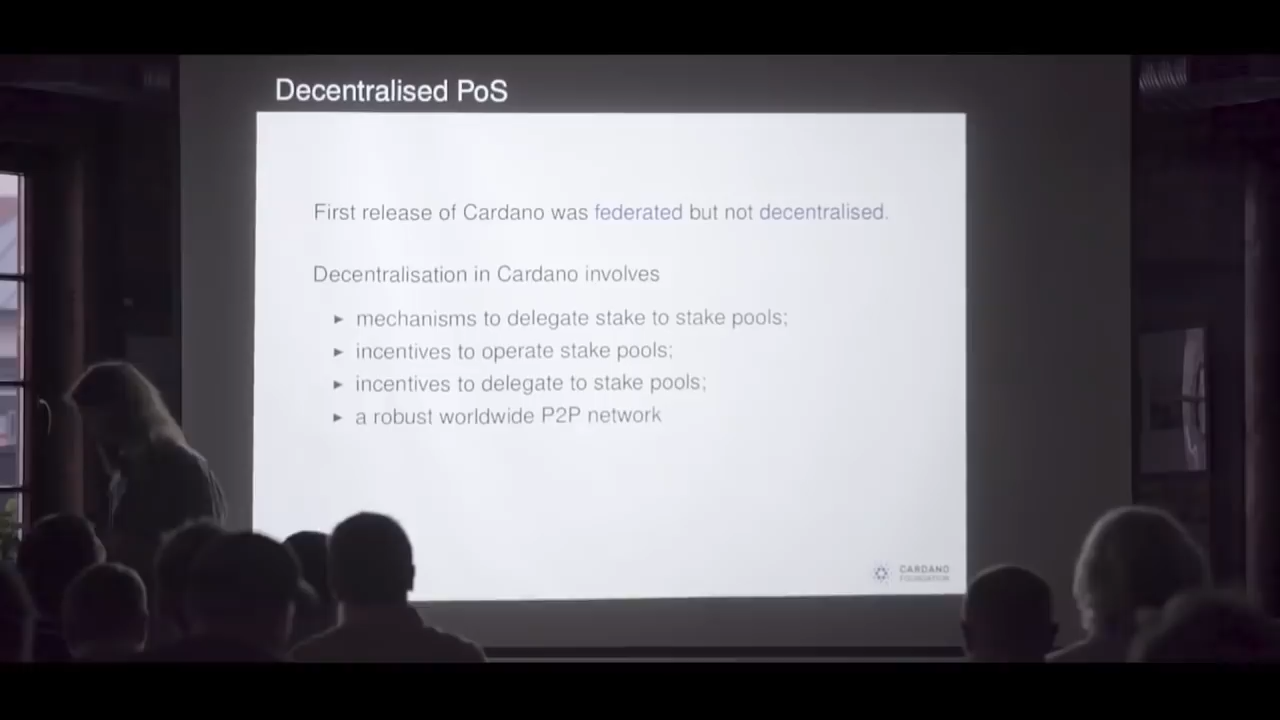 Decentralised PoS
First release of Cardano was federated but not decentralised.
Decentralisation in Cardano involves
▸ mechanisms to delegate stake to stake pools;
▸ incentives to operate stake pools;
▸ incentives to delegate to stake pools;
▸ a robust worldwide P2P network
CARDANO
FOUNDATION